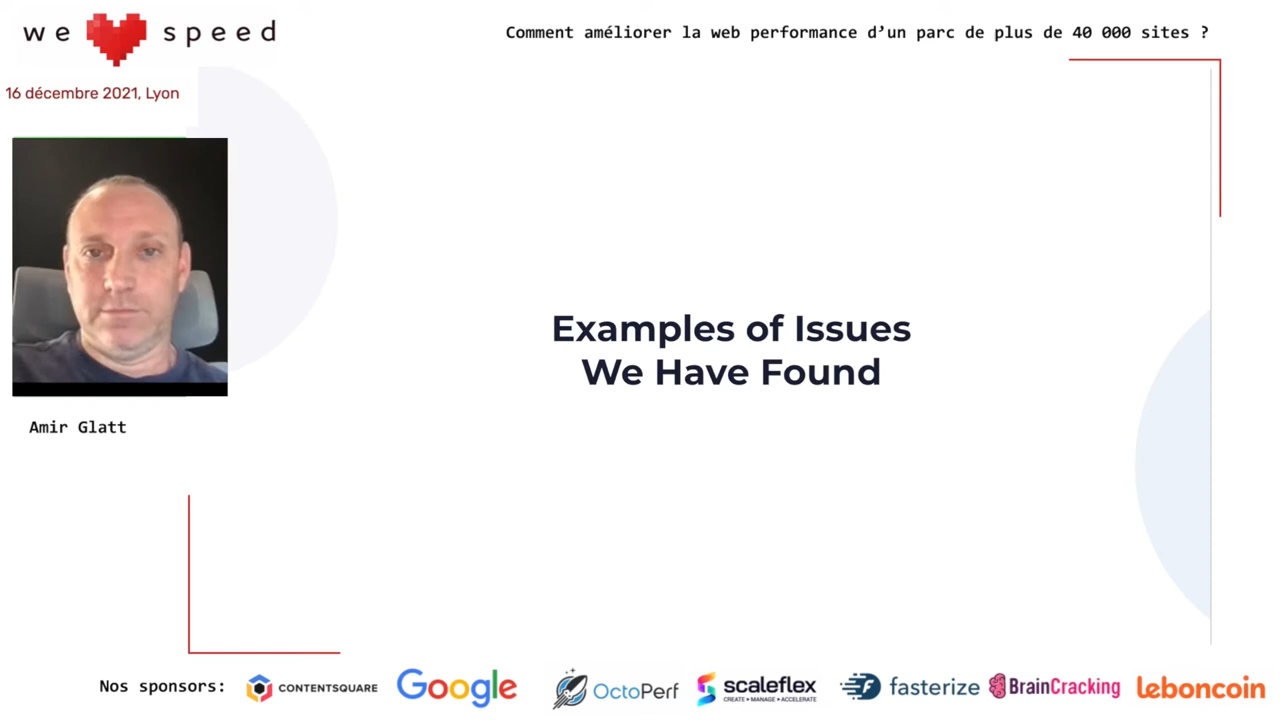 we speed
Comment améliorer la web performance d’un parc de plus de 40 000 sites ?
16 décembre 2021, Lyon
Examples of Issues
We Have Found
Amir Glatt
Nos sponsors: CONTENTSQUARE Google OctoPerf scaleflex CREATE • MANAGE • ACCELERATE fasterize BrainCracking leboncoin